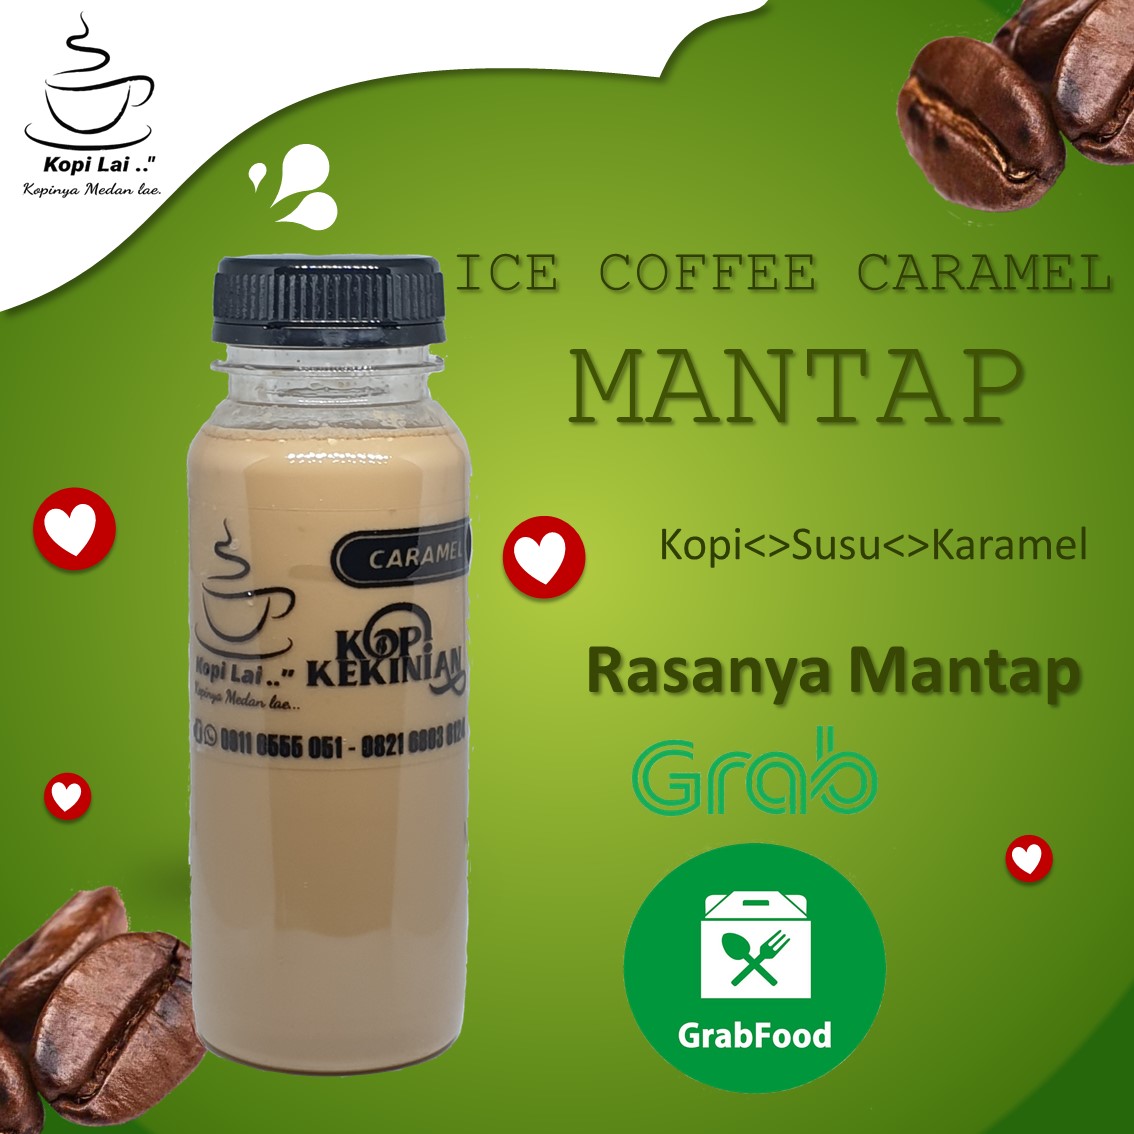 Kopi Lai .."
Kopinya Medan lae.
ICE COFFEE CARAMEL
MANTAP
Kopi<>Susu<>Karamel
Rasanya Mantap
Grab
GrabFood
CARAMEL
KOPI
KEKINIAN
Kopi Lai .."
Kopinya Medan lae...
0811 6555 051 - 0821 6803